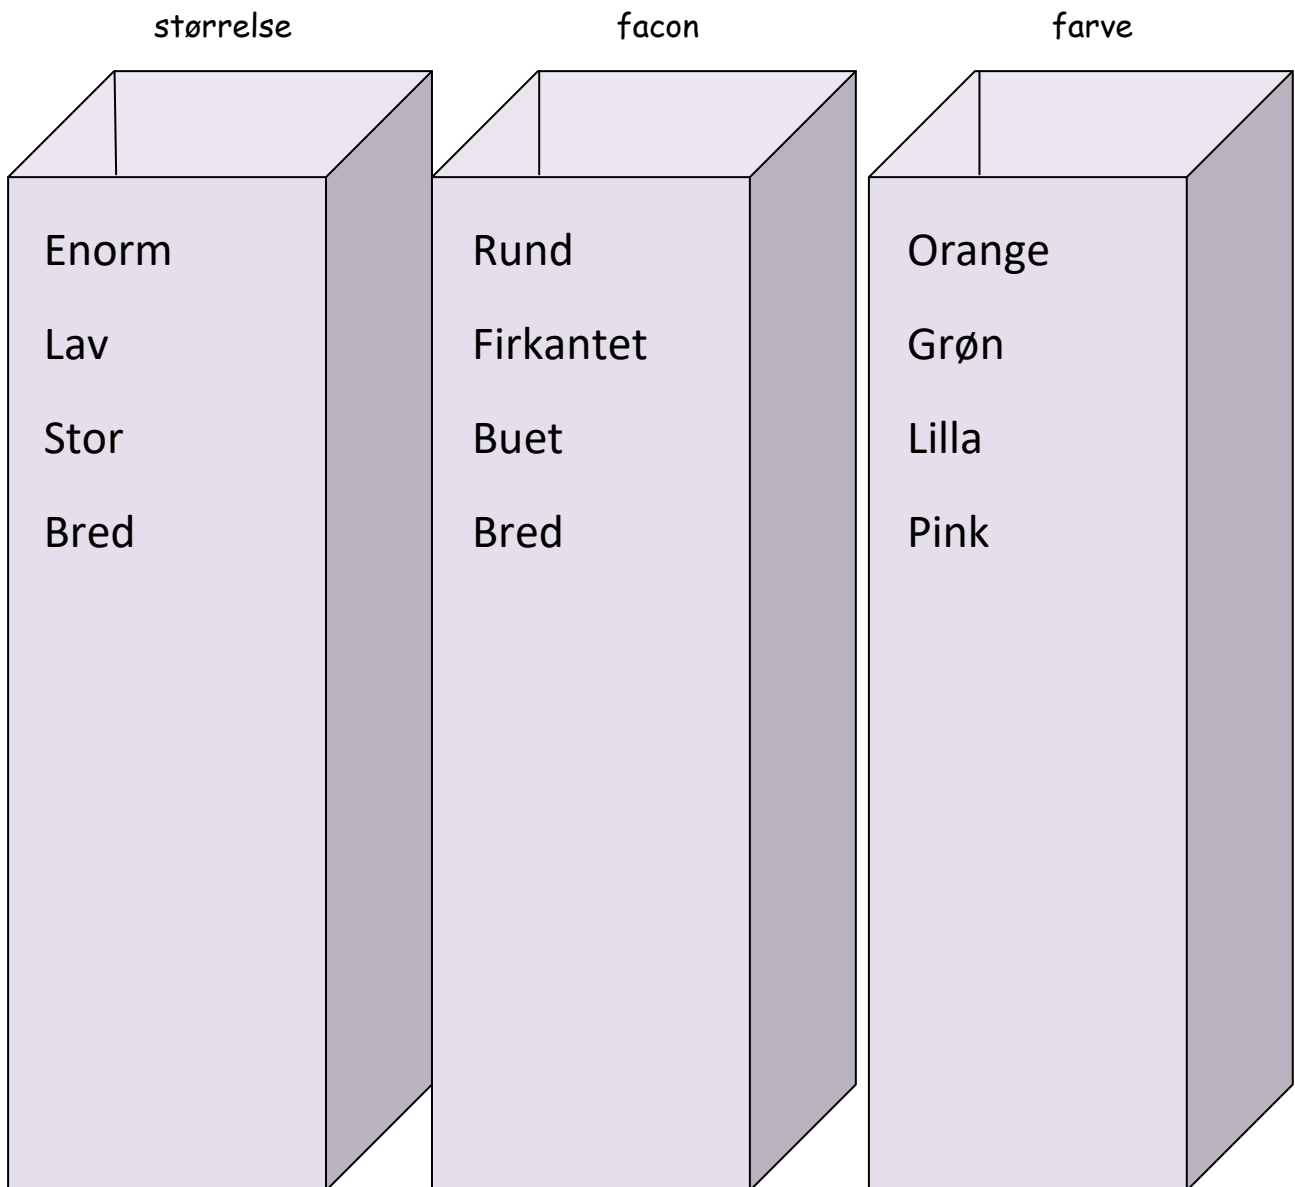 størrelse
facon
farve
Enorm
Lav
Stor
Bred
Rund
Firkantet
Buet
Bred
Orange
Grøn
Lilla
Pink